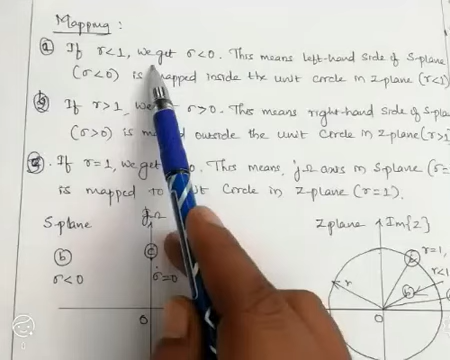 Mapping :
(a) If r<1, we get σ<0. This means left-hand side of S-plane
(σ<0) is mapped inside the unit circle in z-plane (r<1)
(b) If r>1, we σ>0. This means right-hand side of S-pla
(σ>0) is outside the unit circle in z-plane (r>1
If r=1, we get 0. This means, jΩ axis in S-plane (σ=
is mapped to Circle in z-plane (r=1).
S-plane jΩ Z plane Im{z}
(b) (c) r=1,
σ<0 σ=0 r r<1
0 0